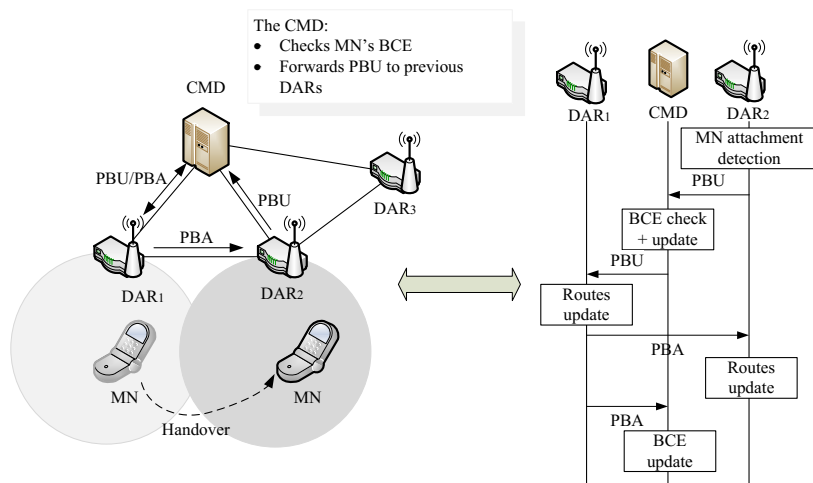 The CMD:
• Checks MN's BCE
• Forwards PBU to previous
DARs
CMD
PBU/PBA
PBU
DAR3
PBA
DAR1
DAR2
MN
MN
Handover
DAR1
CMD
DAR2
MN attachment
detection
PBU
BCE check
+ update
PBU
Routes
update
PBA
Routes
update
PBA
BCE
update